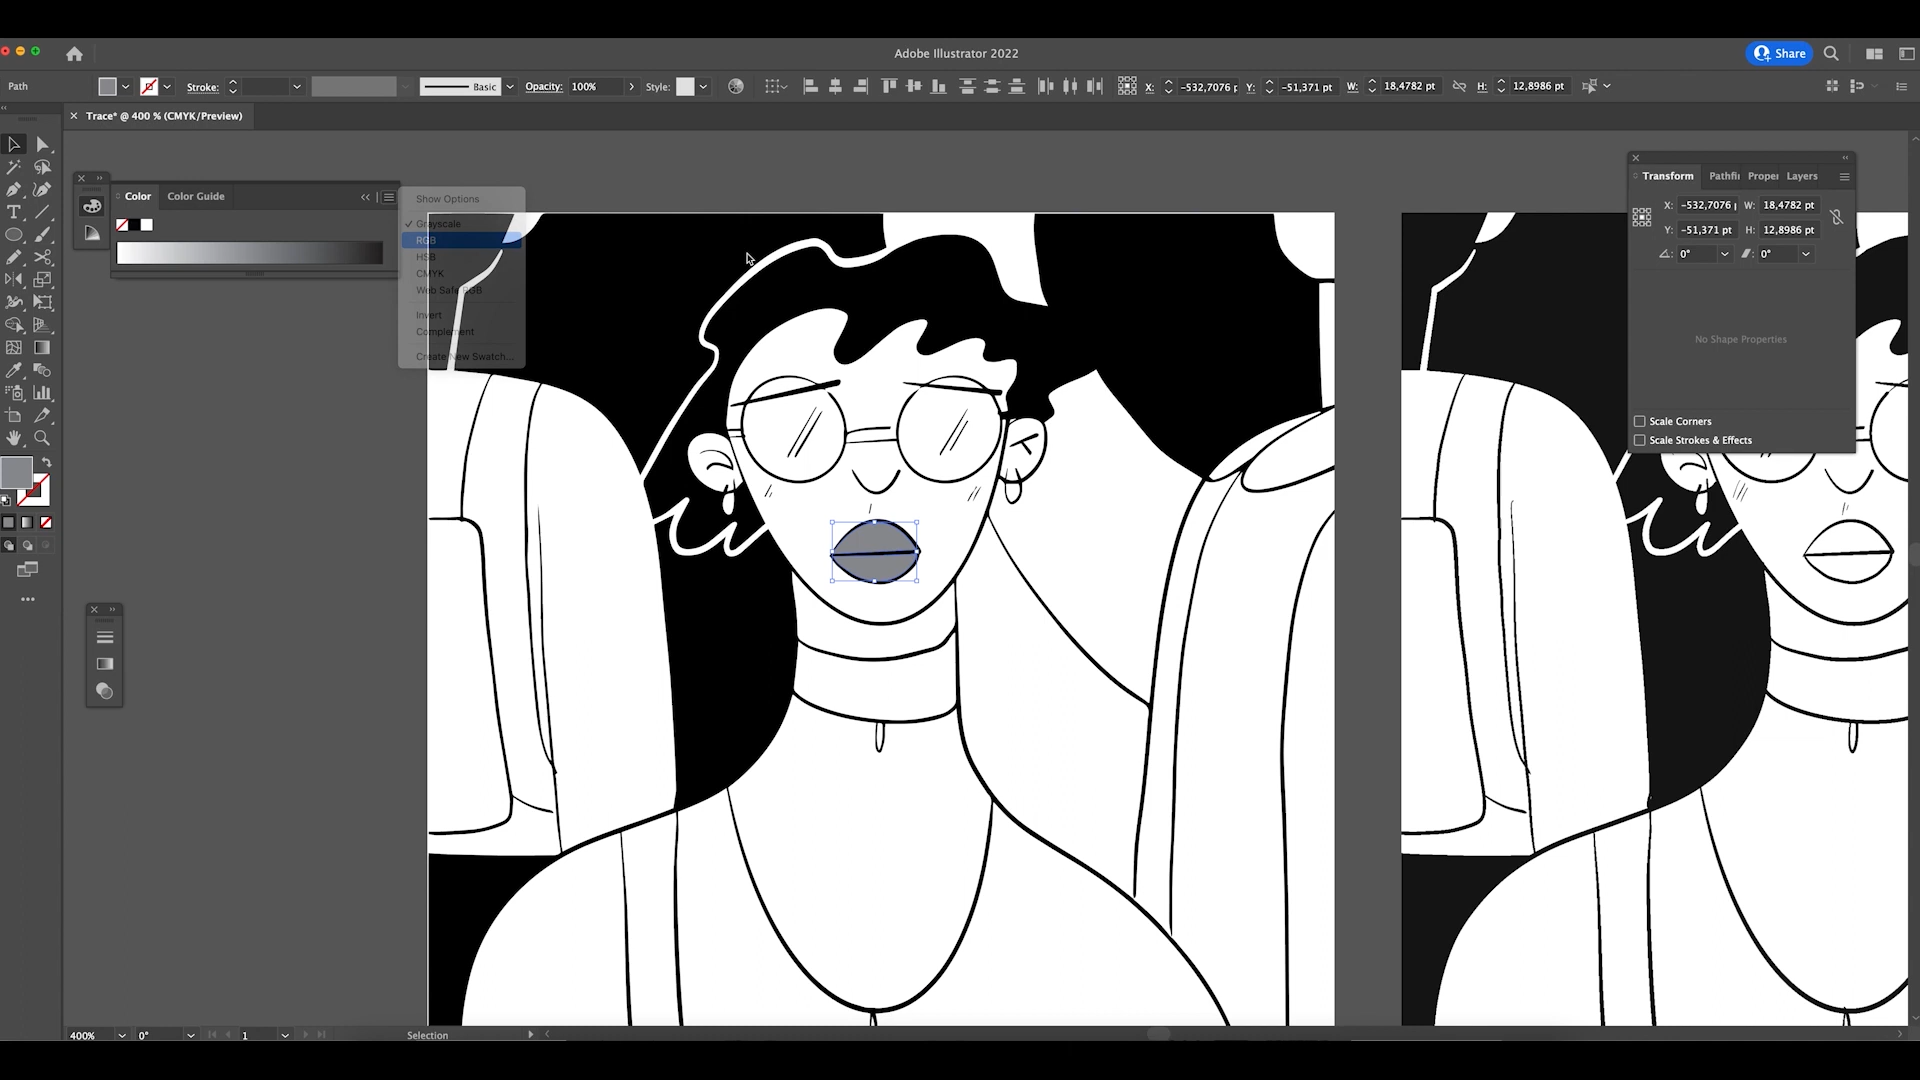 Adobe Illustrator 2022
Share
Path
Stroke:
Basic
Opacity:
100%
Style:
X:
-532,7076 p
Y:
-51,371 pt
W:
18,4782 pt
H:
12,8986 pt
Trace* @ 400 % (CMYK/Preview)
Color
Color Guide
Show Options
Grayscale
RGB
HSB
CMYK
Web Safe RGB
Invert
Complement
Create New Swatch...
Transform
Pathfi
Proper
Layers
X:
-532,7076 p
W:
18,4782 pt
Y:
-51,371 pt
H:
12,8986 pt
0°
0°
No Shape Properties
Scale Corners
Scale Strokes & Effects
400%
0°
1
Selection